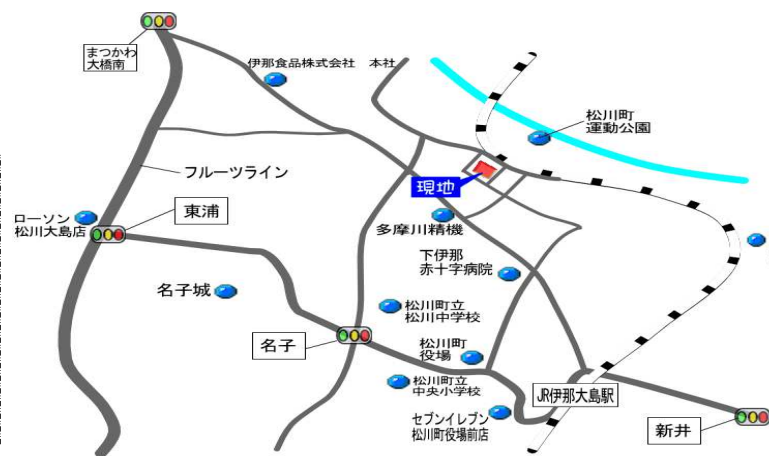 まつかわ
大橋南
伊那食品株式会社 本社
松川町
運動公園
フルーツライン
現地
ローソン
松川大島店
東浦
多摩川精機
下伊那
赤十字病院
名子城
松川町立
松川中学校
名子
松川町
役場
松川町立
中央小学校
JR伊那大島駅
セブンイレブン
松川町役場前店
新井